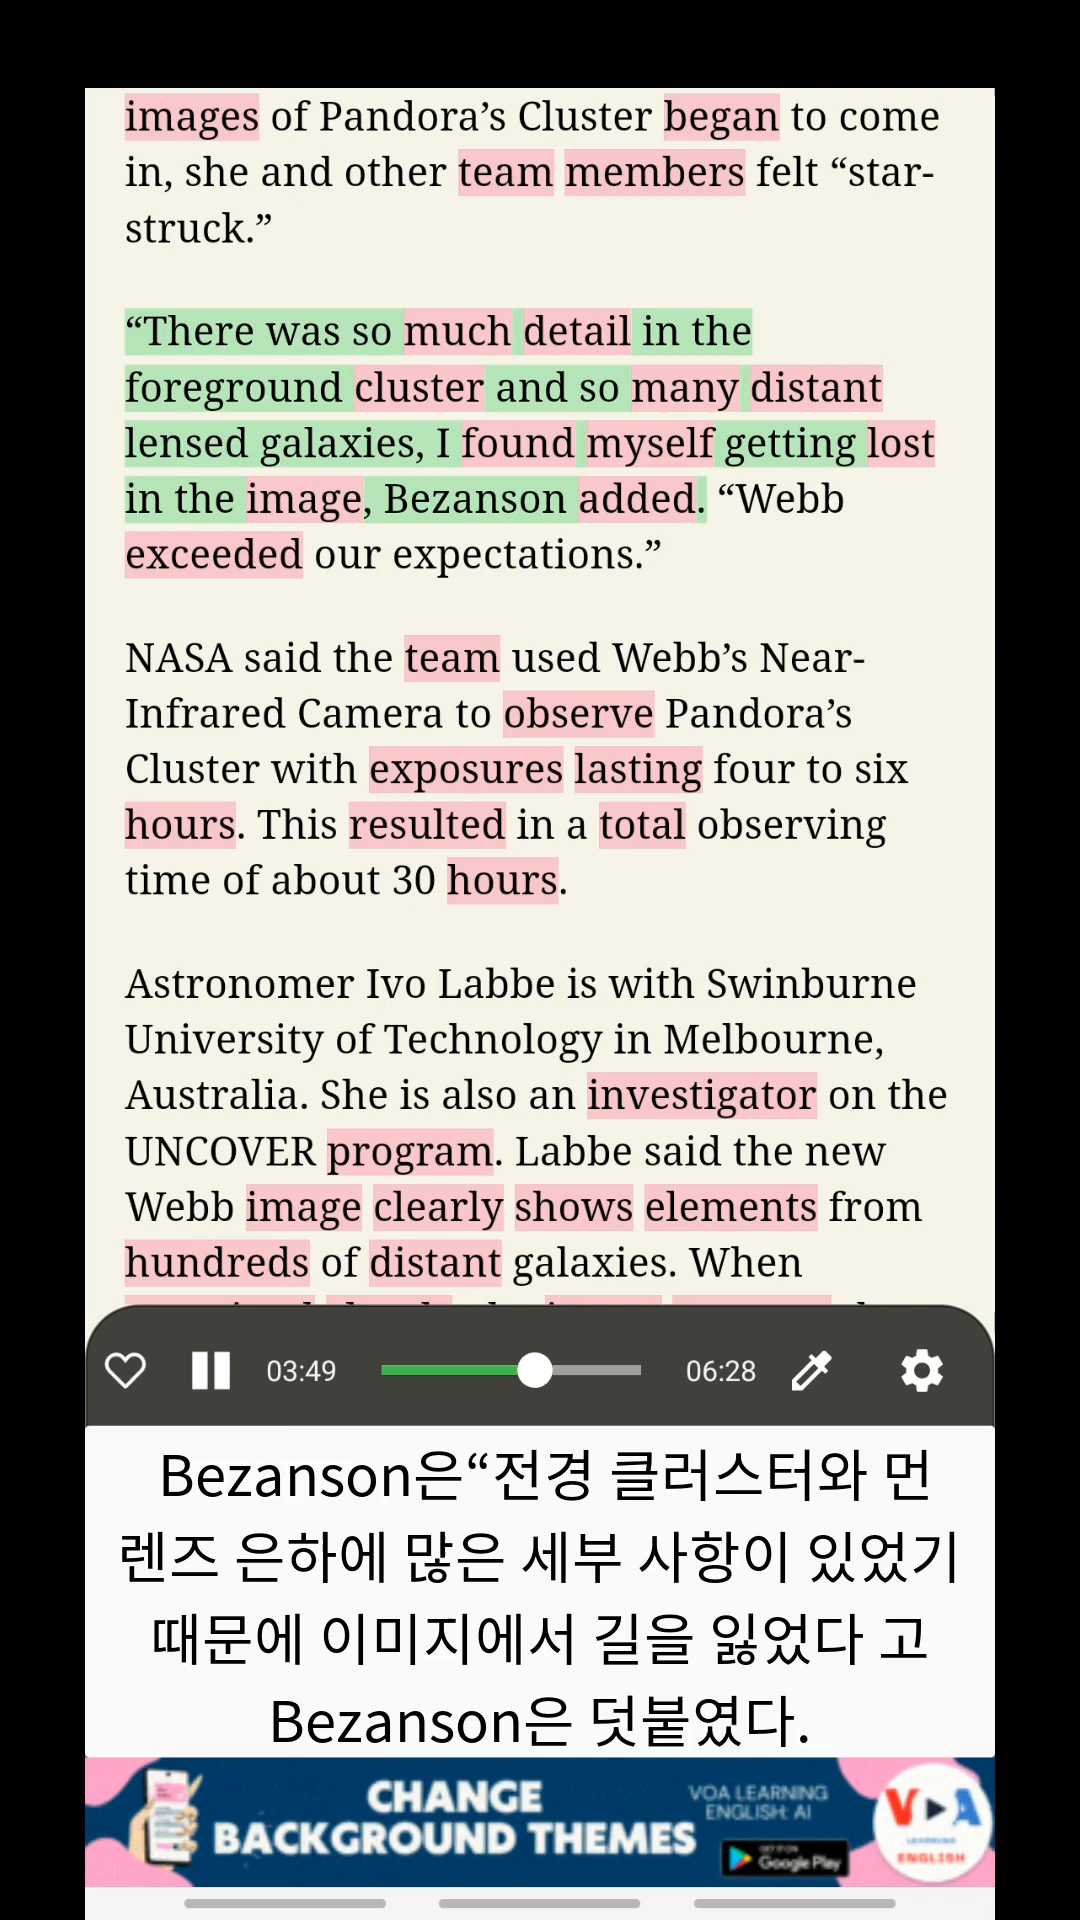 images of Pandora’s Cluster began to come
in, she and other team members felt “star-
struck.”
“There was so much detail in the
foreground cluster and so many distant
lensed galaxies, I found myself getting lost
in the image, Bezanson added. “Webb
exceeded our expectations.”
NASA said the team used Webb’s Near-
Infrared Camera to observe Pandora’s
Cluster with exposures lasting four to six
hours. This resulted in a total observing
time of about 30 hours.
Astronomer Ivo Labbe is with Swinburne
University of Technology in Melbourne,
Australia. She is also an investigator on the
UNCOVER program. Labbe said the new
Webb image clearly shows elements from
hundreds of distant galaxies. When
03:49
06:28
Bezanson은“전경 클러스터와 먼
렌즈 은하에 많은 세부 사항이 있었기
때문에 이미지에서 길을 잃었다 고
Bezanson은 덧붙였다.
CHANGE
BACKGROUND THEMES
VOA LEARNING
ENGLISH: AI
GET IT ON
Google Play
VOA
LEARNING
ENGLISH